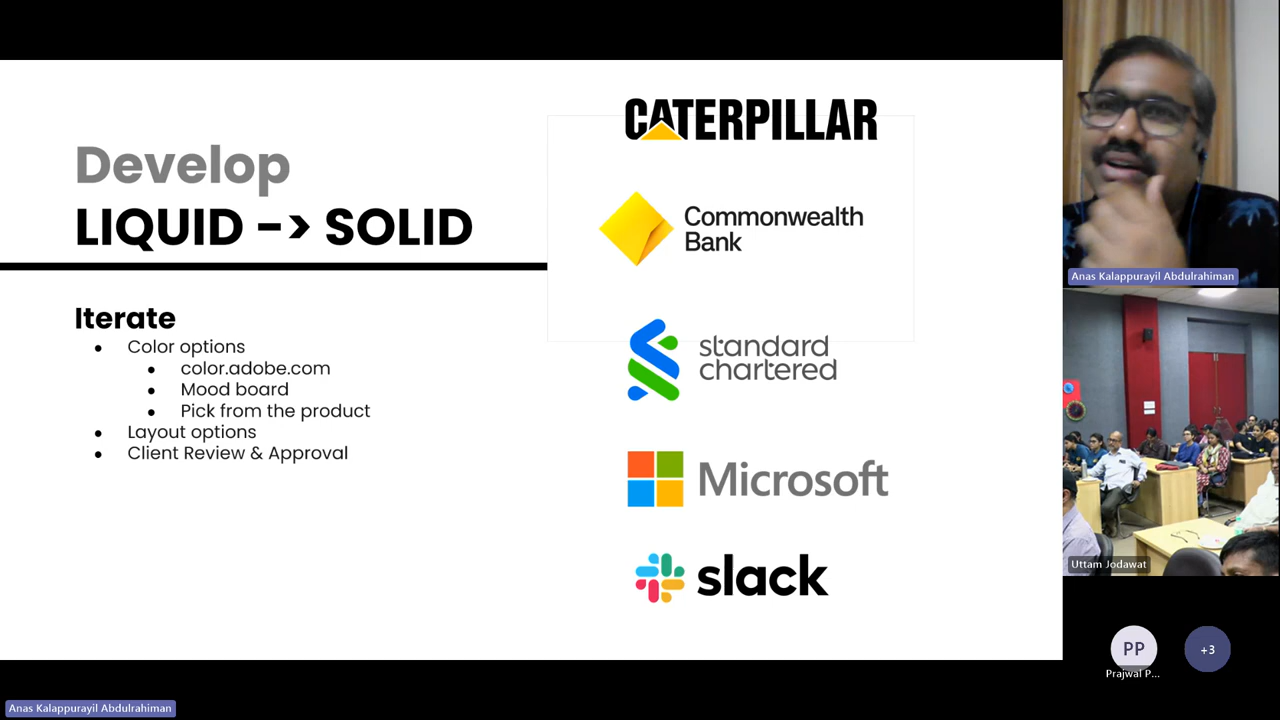 Develop
LIQUID -> SOLID
Iterate
• Color options
• color.adobe.com
• Mood board
• Pick from the product
• Layout options
• Client Review & Approval
CATERPILLAR
Commonwealth
Bank
standard
chartered
Microsoft
slack
Anas Kalappurayil Abdulrahiman
Uttam Jodawat
PP
Prajwal P...
+3
Anas Kalappurayil Abdulrahiman